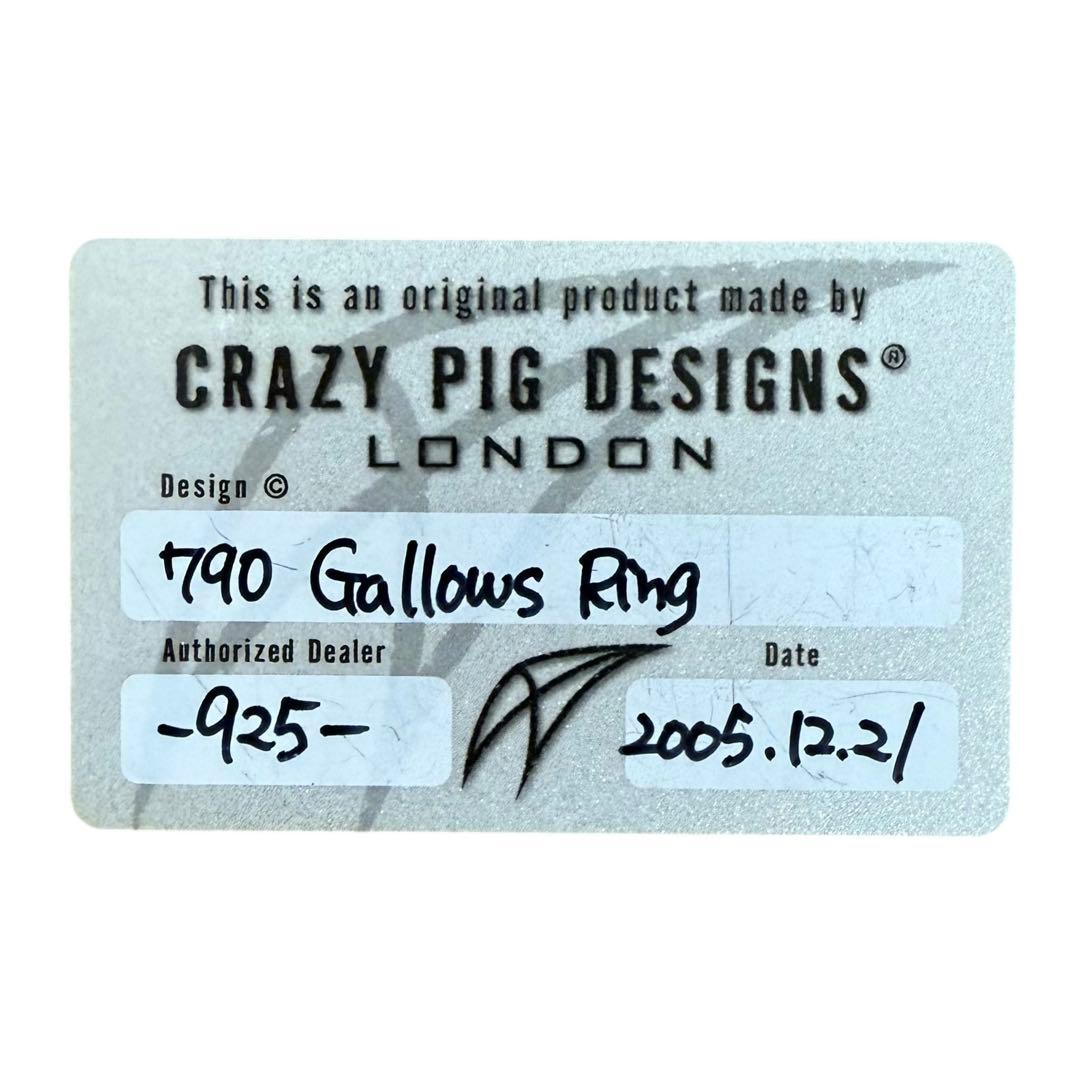 This is an original product made by
CRAZY PIG DESIGNS®
LONDON
Design ©
790 Gallows Ring
Authorized Dealer
Date
-925-
2005.12.21